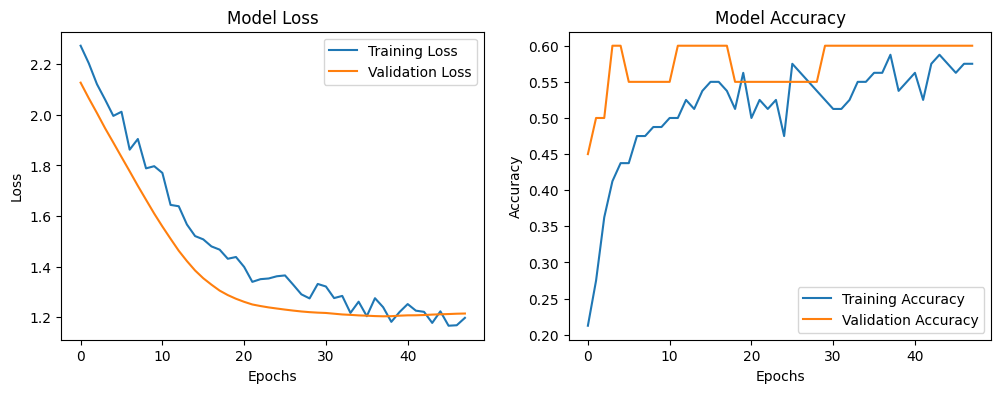 Model Loss
Training Loss
Validation Loss
2.2
2.0
1.8
1.6
1.4
1.2
Loss
0
10
20
30
40
Epochs
Model Accuracy
0.60
0.55
0.50
0.45
0.40
0.35
0.30
0.25
0.20
Accuracy
Training Accuracy
Validation Accuracy
0
10
20
30
40
Epochs